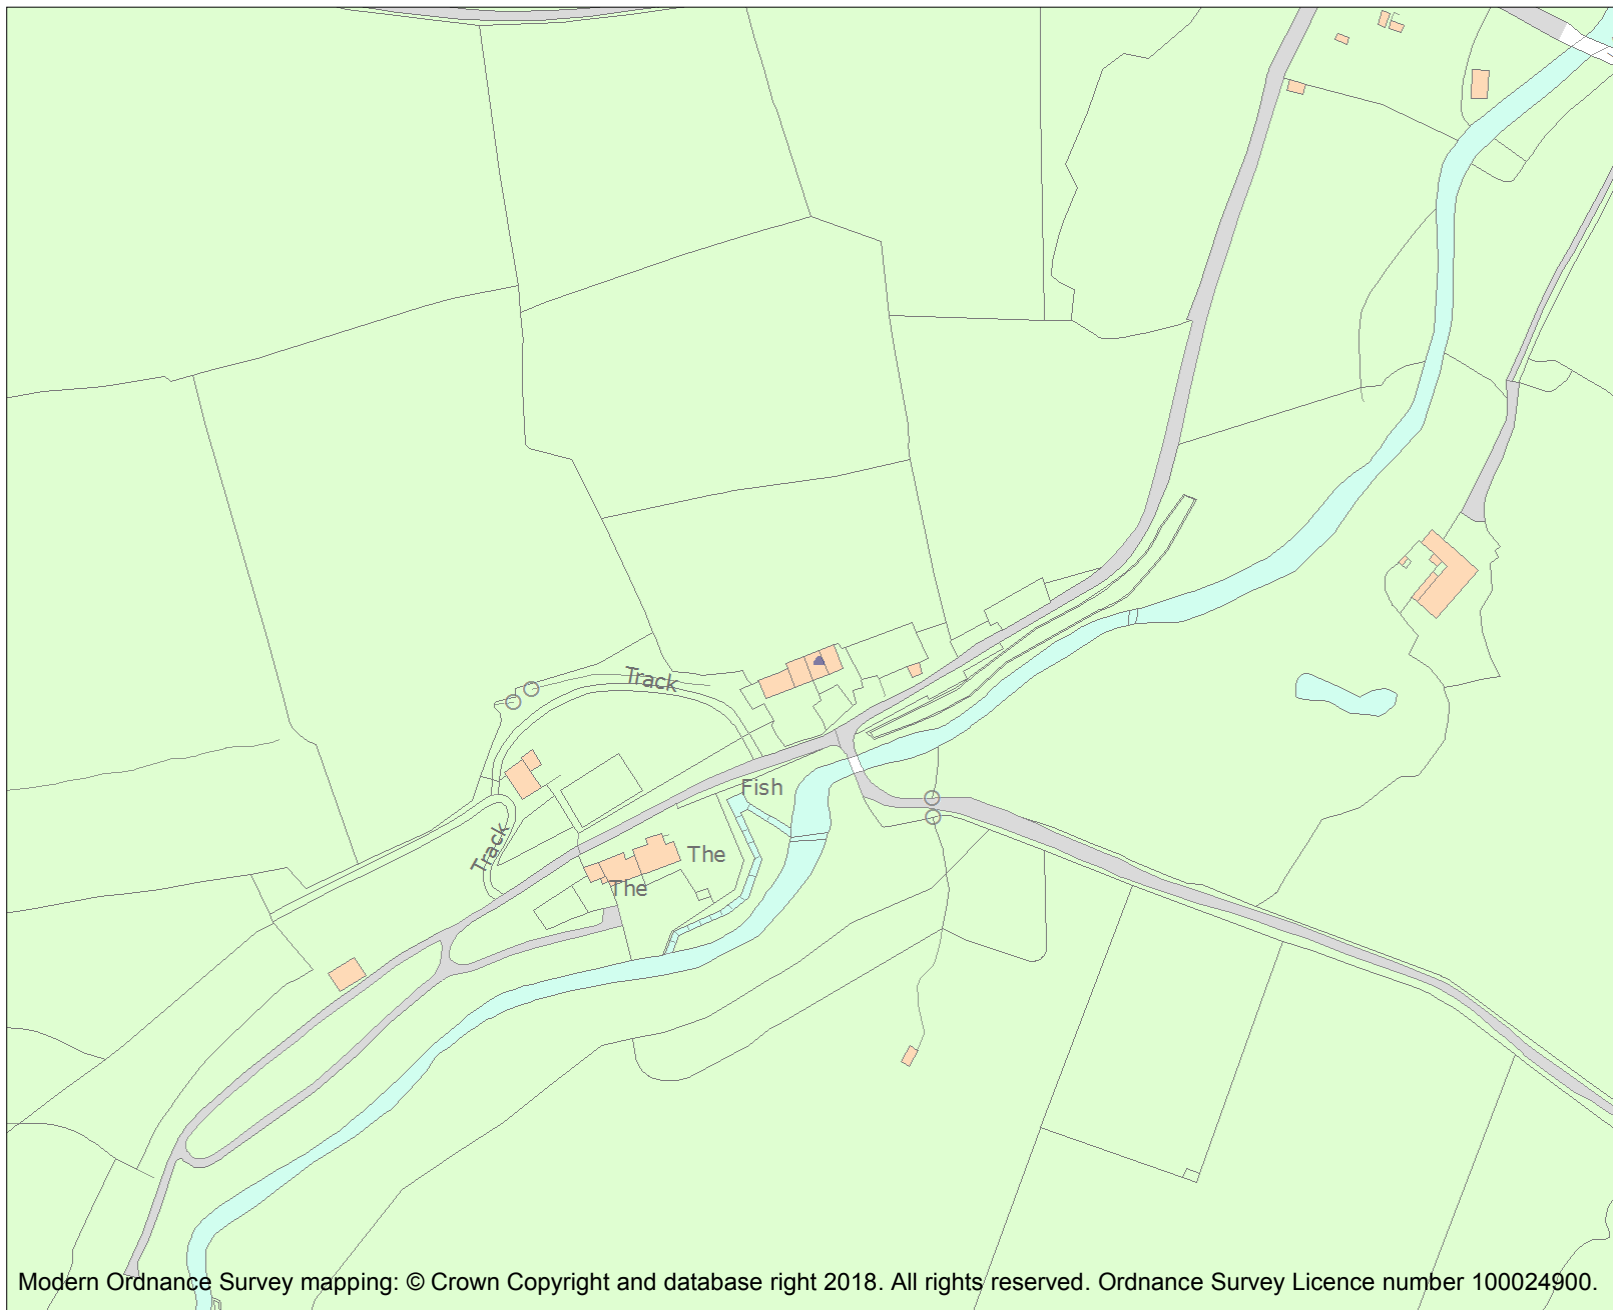 Track
Fish
Track
The
The
Modern Ordnance Survey mapping: © Crown Copyright and database right 2018. All rights reserved. Ordnance Survey Licence number 100024900.